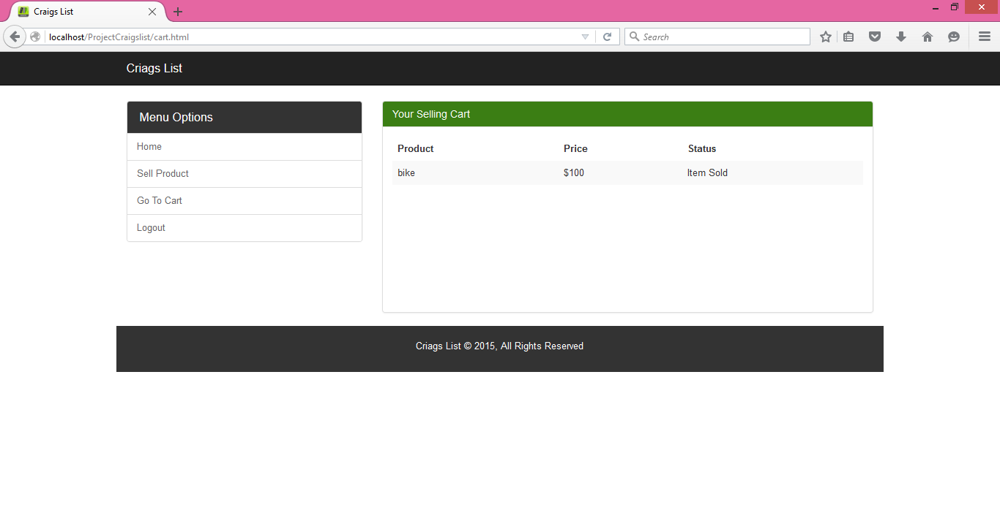 Craigs List
localhost/ProjectCraigslist/cart.html
Search
Criags List
Menu Options
Home
Sell Product
Go To Cart
Logout
Your Selling Cart
Product Price Status
bike $100 Item Sold
Criags List © 2015, All Rights Reserved